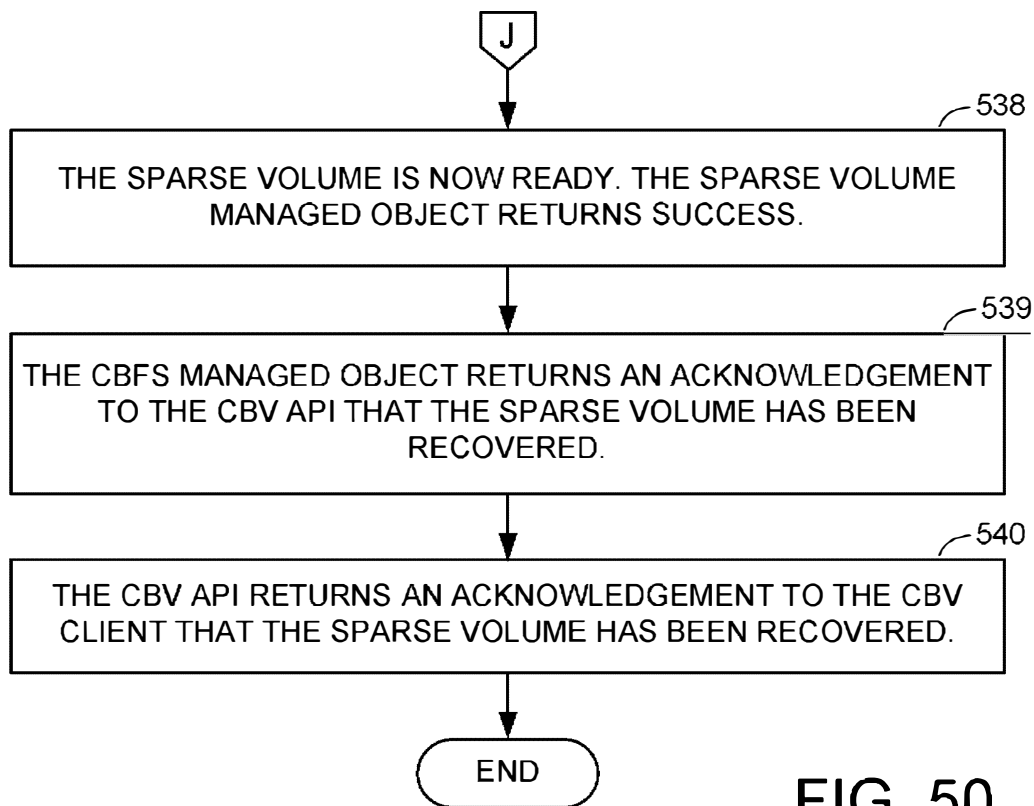 J
538
THE SPARSE VOLUME IS NOW READY. THE SPARSE VOLUME
MANAGED OBJECT RETURNS SUCCESS.
539
THE CBFS MANAGED OBJECT RETURNS AN ACKNOWLEDGEMENT
TO THE CBV API THAT THE SPARSE VOLUME HAS BEEN
RECOVERED.
540
THE CBV API RETURNS AN ACKNOWLEDGEMENT TO THE CBV
CLIENT THAT THE SPARSE VOLUME HAS BEEN RECOVERED.
END
FIG. 50